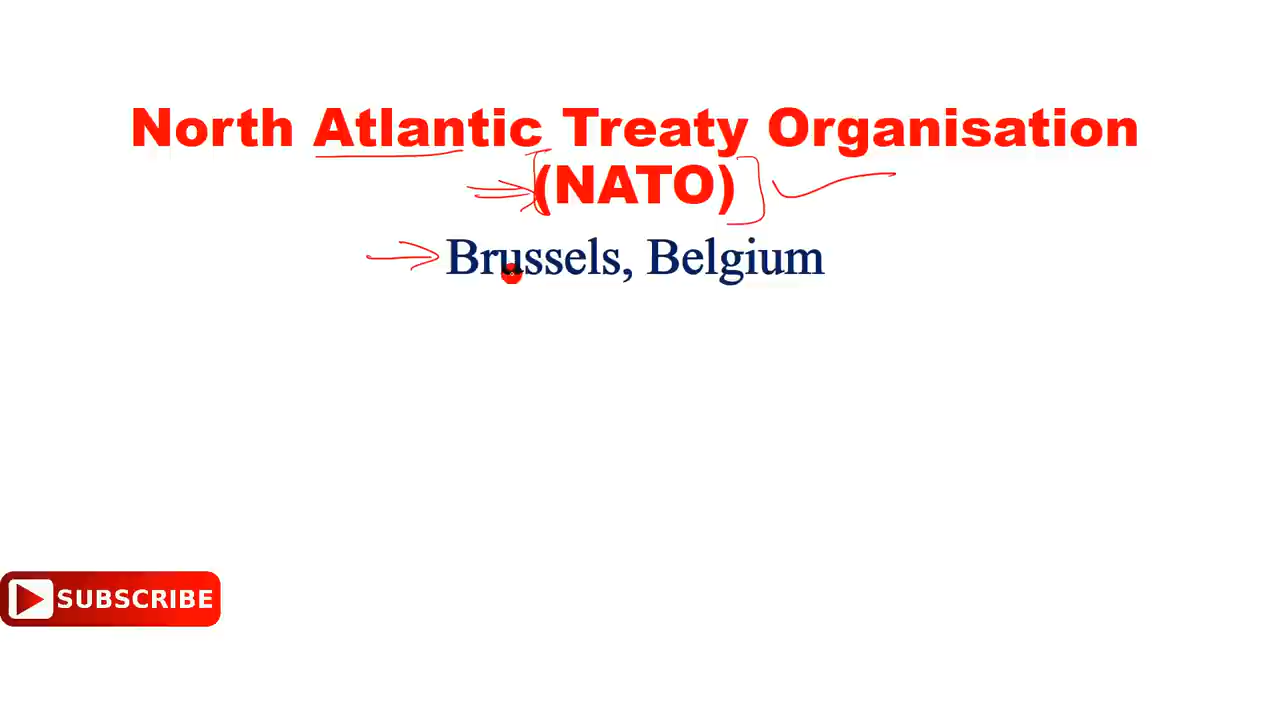 North Atlantic Treaty Organisation
(NATO)
Brussels, Belgium
SUBSCRIBE